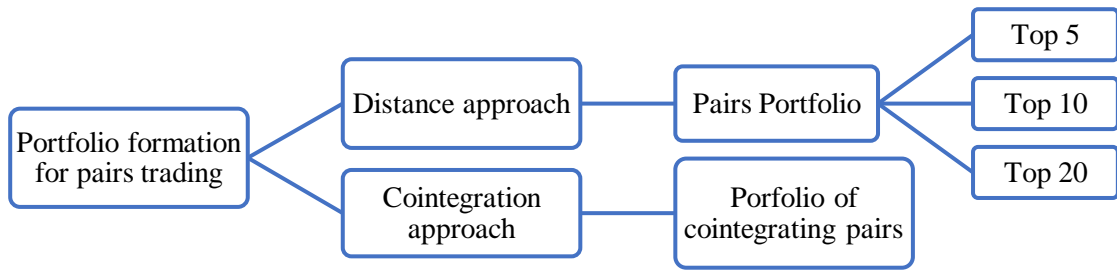 Portfolio formation
for pairs trading
Distance approach
Pairs Portfolio
Top 5
Top 10
Top 20
Cointegration
approach
Porfolio of
cointegrating pairs